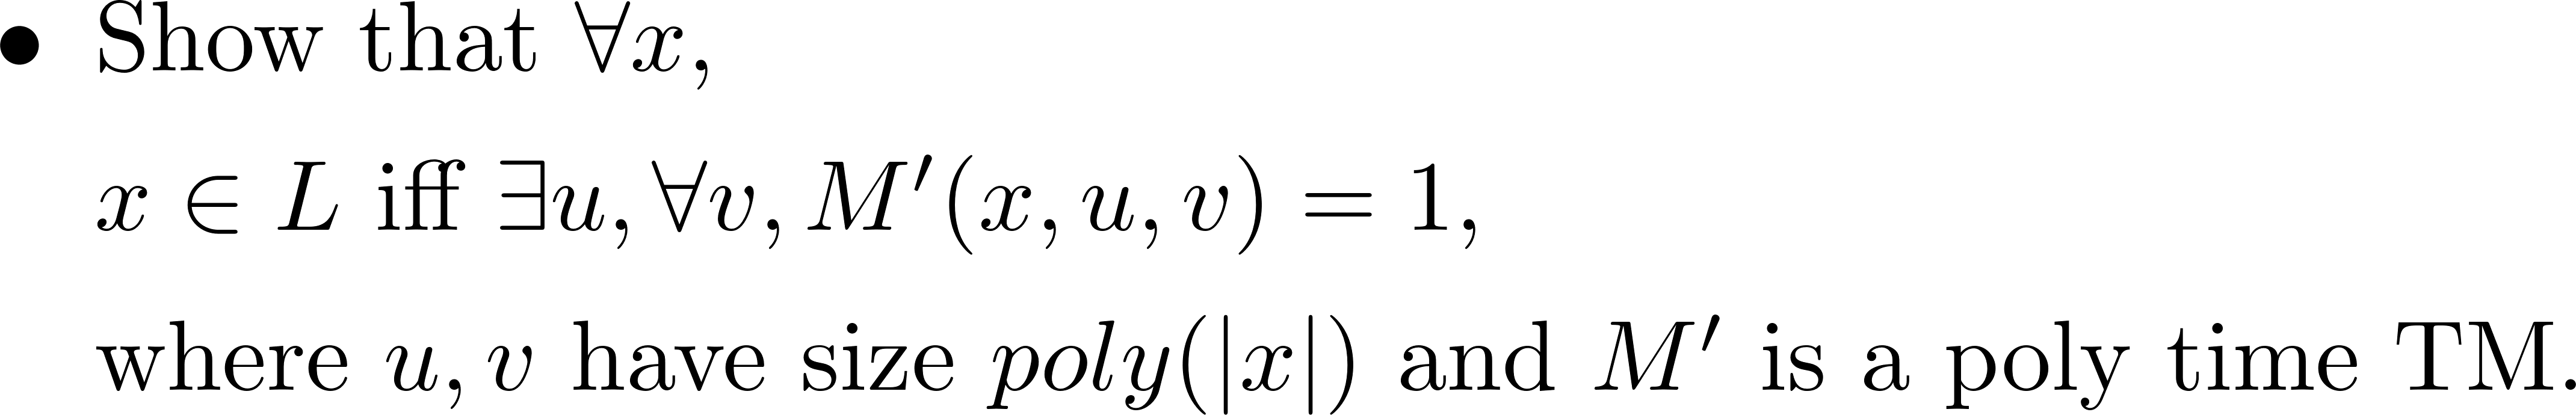 • Show that ∀x,
x ∈ L iff ∃u, ∀v, M′(x, u, v) = 1,
where u, v have size poly(|x|) and M′ is a poly time TM.